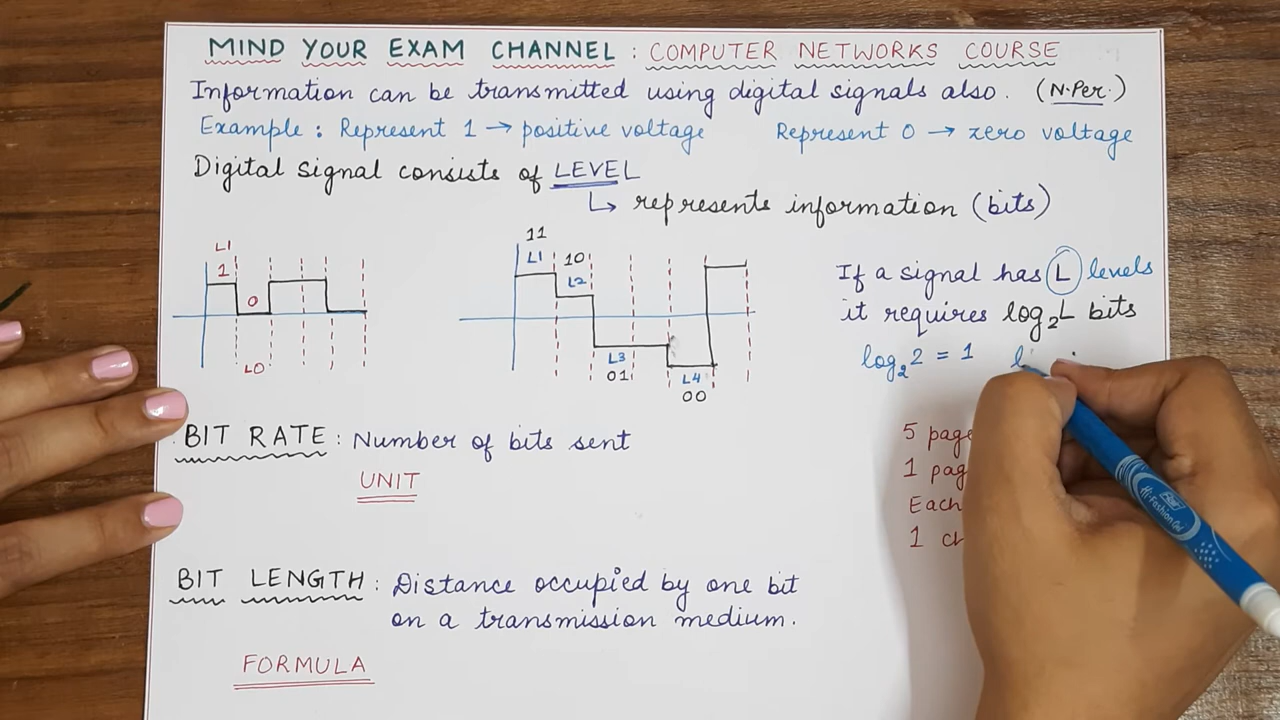 MIND YOUR EXAM CHANNEL : COMPUTER NETWORKS COURSE
Information can be transmitted using digital signals also. (N.Per.)
Example : Represent 1 → positive voltage Represent 0 → zero voltage
Digital signal consists of LEVEL
↳ represents information (bits)
L1
1
0
L0
11
L1
10
L2
L3
01
L4
00
If a signal has L levels
it requires log₂L bits
log₂2 = 1
5
1
Each
1
BIT RATE : Number of bits sent
UNIT
BIT LENGTH : Distance occupied by one bit
on a transmission medium.
FORMULA